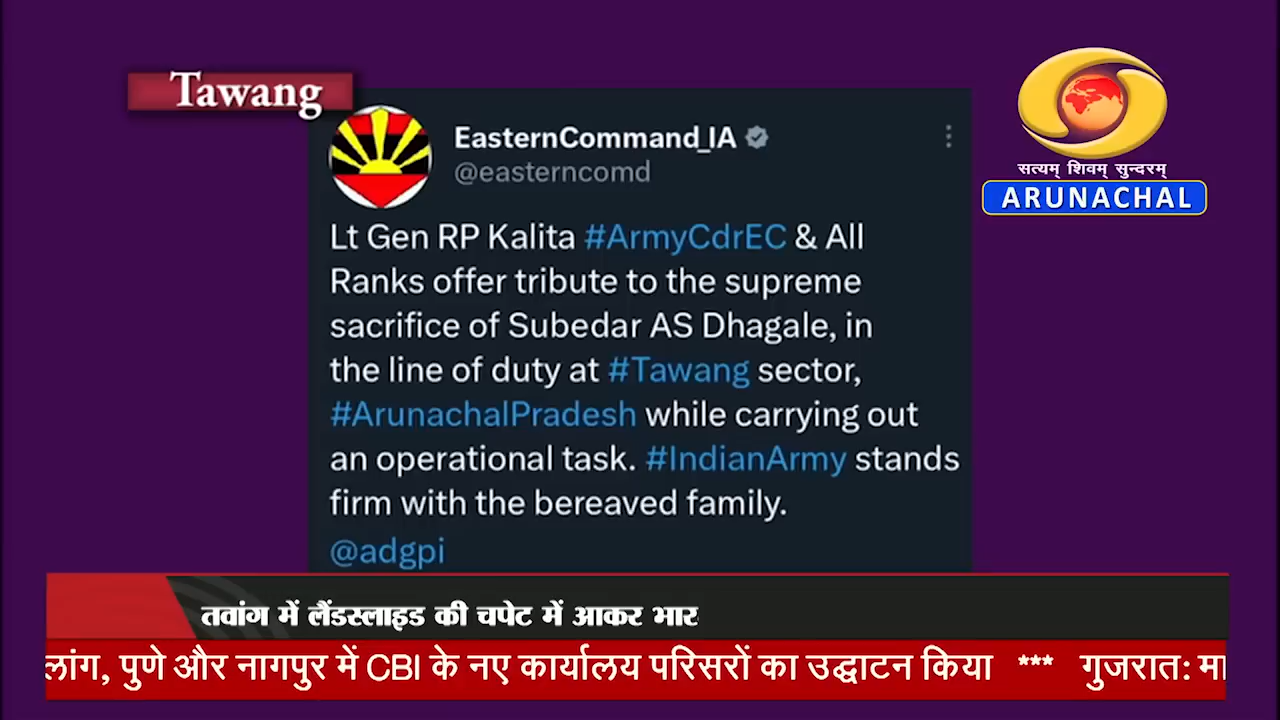 Tawang
EasternCommand_IA
@easterncomd
Lt Gen RP Kalita #ArmyCdrEC & All
Ranks offer tribute to the supreme
sacrifice of Subedar AS Dhagale, in
the line of duty at #Tawang sector,
#ArunachalPradesh while carrying out
an operational task. #IndianArmy stands
firm with the bereaved family.
@adgpi
सत्यम् शिवम् सुन्दरम्
ARUNACHAL
तवांग में लैंडस्लाइड की चपेट में आकर भार
लांग, पुणे और नागपुर में CBI के नए कार्यालय परिसरों का उद्घाटन किया *** गुजरात: मा